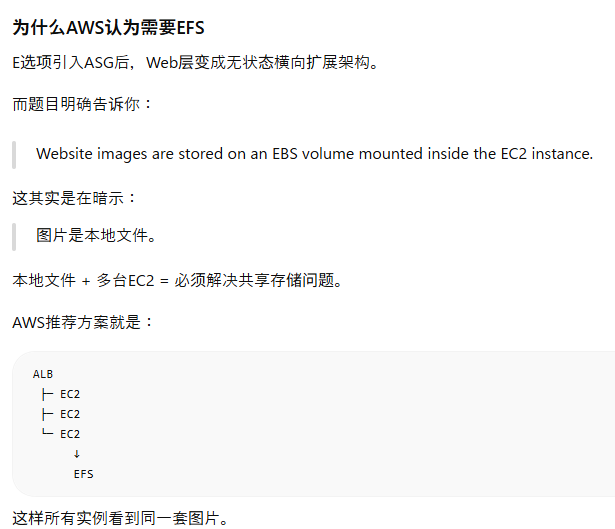 为什么AWS认为需要EFS
E选项引入ASG后，Web层变成无状态横向扩展架构。
而题目明确告诉你：
Website images are stored on an EBS volume mounted inside the EC2 instance.
这其实是在暗示：
图片是本地文件。
本地文件 + 多台EC2 = 必须解决共享存储问题。
AWS推荐方案就是：
ALB
├─ EC2
├─ EC2
└─ EC2
↓
EFS
这样所有实例看到同一套图片。